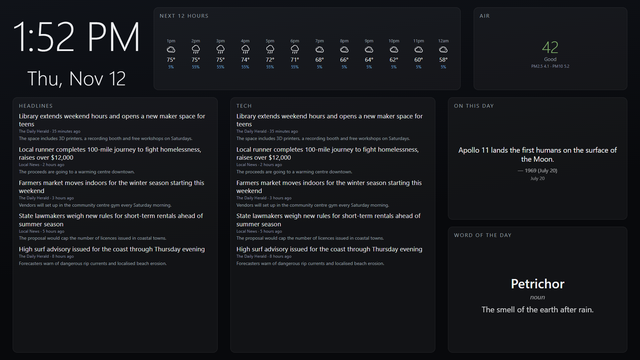 1:52 PM
Thu, Nov 12
NEXT 12 HOURS
1pm 2pm 3pm 4pm 5pm 6pm 7pm 8pm 9pm 10pm 11pm 12am
75° 75° 75° 74° 72° 71° 68° 66° 64° 62° 60° 58°
AIR
42
Good
HEADLINES
Library extends weekend hours and opens a new maker space for
teens
The Daily Herald · 35 minutes ago
The space includes 3D printers, a recording booth and free workshops on Saturdays.
Local runner completes 100-mile journey to fight homelessness,
raises over $12,000
Local News · 2 hours ago
The proceeds are going to a warming centre downtown.
Farmers market moves indoors for the winter season starting this
weekend
The Daily Herald · 3 hours ago
Vendors will set up in the community centre gym every Saturday morning.
State lawmakers weigh new rules for short-term rentals ahead of
summer season
Local News · 5 hours ago
The proposal would cap the number of licences issued in coastal towns.
High surf advisory issued for the coast through Thursday evening
The Daily Herald · 8 hours ago
Forecasters warn of dangerous rip currents and localised beach erosion.
TECH
Library extends weekend hours and opens a new maker space for
teens
The Daily Herald · 35 minutes ago
The space includes 3D printers, a recording booth and free workshops on Saturdays.
Local runner completes 100-mile journey to fight homelessness,
raises over $12,000
Local News · 2 hours ago
The proceeds are going to a warming centre downtown.
Farmers market moves indoors for the winter season starting this
weekend
The Daily Herald · 3 hours ago
Vendors will set up in the community centre gym every Saturday morning.
State lawmakers weigh new rules for short-term rentals ahead of
summer season
Local News · 5 hours ago
The proposal would cap the number of licences issued in coastal towns.
High surf advisory issued for the coast through Thursday evening
The Daily Herald · 8 hours ago
Forecasters warn of dangerous rip currents and localised beach erosion.
ON THIS DAY
Apollo 11 lands the first humans on the surface of
the Moon.
— 1969 (July 20)
July 20
WORD OF THE DAY
Petrichor
noun
The smell of the earth after rain.